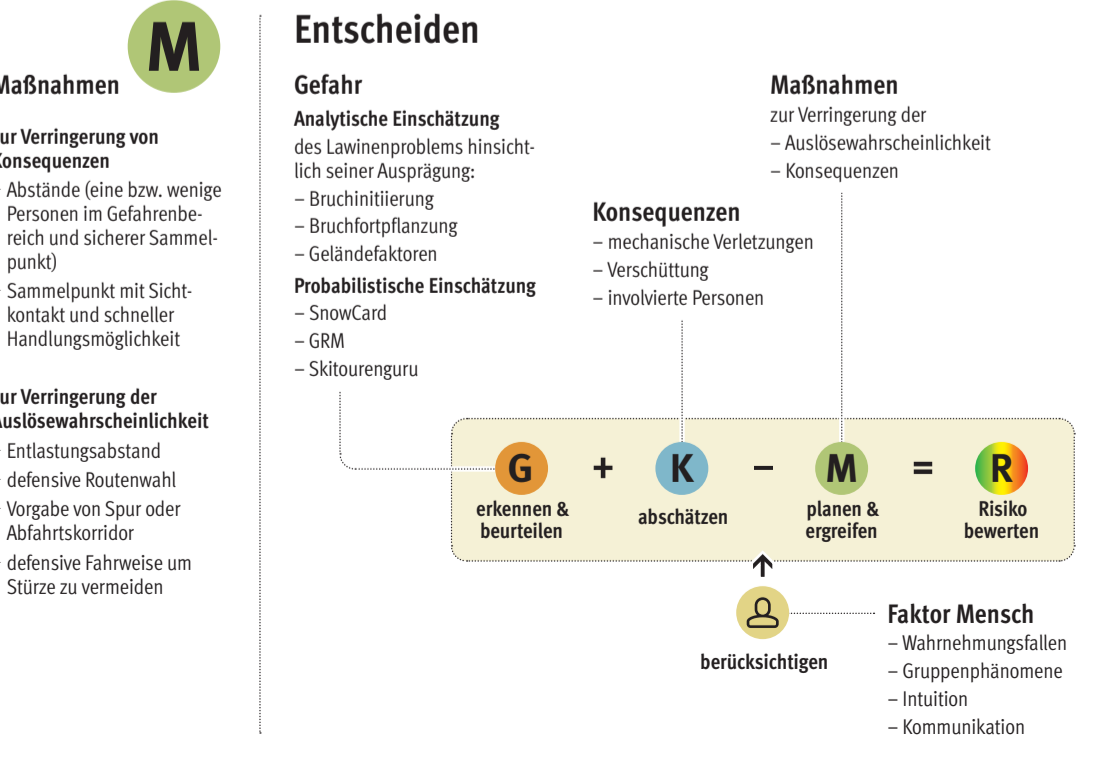 M
Maßnahmen
zur Verringerung von
Konsequenzen
Abstände (eine bzw. wenige
Personen im Gefahrenbe-
reich und sicherer Sammel-
punkt)
Sammelpunkt mit Sicht-
kontakt und schneller
Handlungsmöglichkeit
zur Verringerung der
Auslösewahrscheinlichkeit
Entlastungsabstand
defensive Routenwahl
Vorgabe von Spur oder
Abfahrtskorridor
defensive Fahrweise um
Stürze zu vermeiden
Entscheiden
Gefahr
Analytische Einschätzung
des Lawinenproblems hinsicht-
lich seiner Ausprägung:
– Bruchinitiierung
– Bruchfortpflanzung
– Geländefaktoren
Probabilistische Einschätzung
– SnowCard
– GRM
– Skitourenguru
Konsequenzen
– mechanische Verletzungen
– Verschüttung
– involvierte Personen
Maßnahmen
zur Verringerung der
– Auslösewahrscheinlichkeit
– Konsequenzen
G + K – M = R
erkennen &
beurteilen
abschätzen
planen &
ergreifen
Risiko
bewerten
berücksichtigen
Faktor Mensch
– Wahrnehmungsfallen
– Gruppenphänomene
– Intuition
– Kommunikation